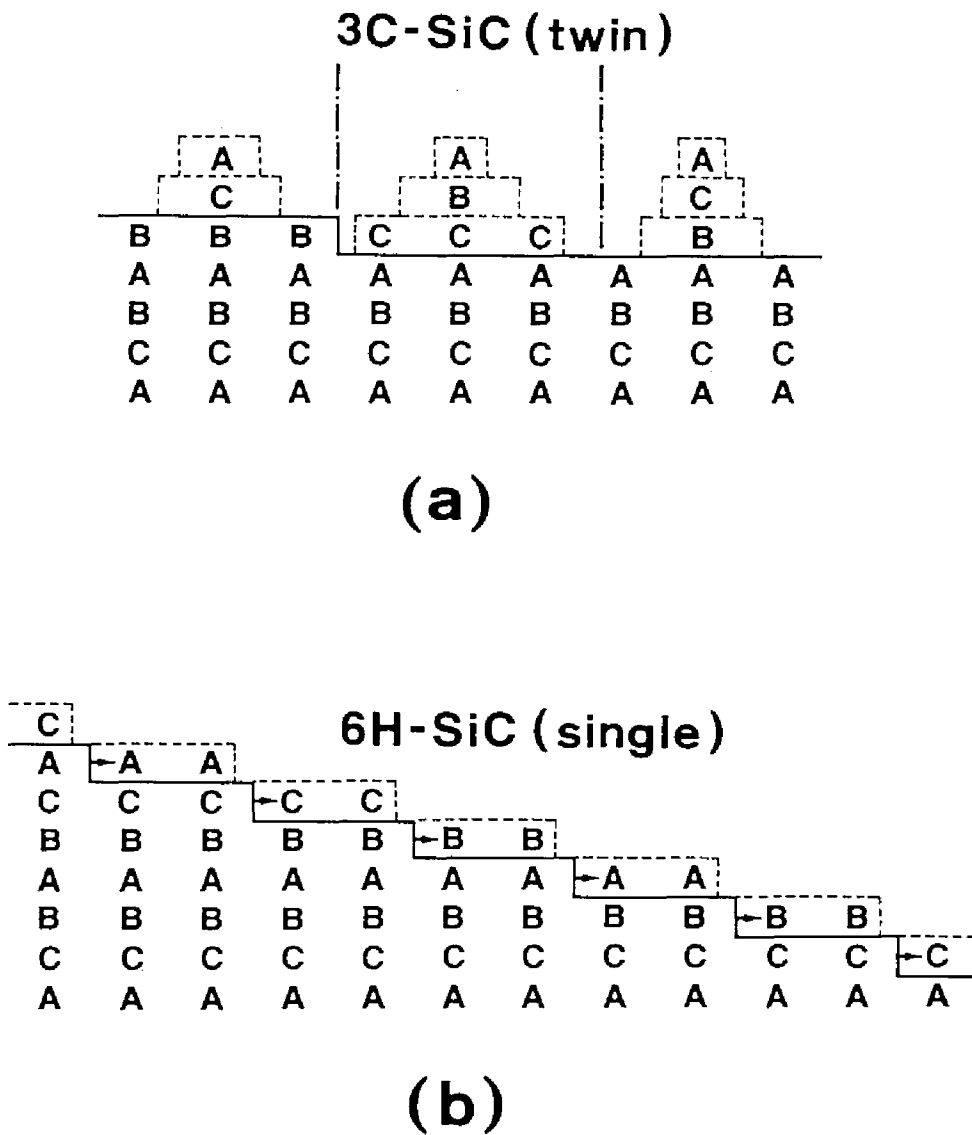 3C-SiC (twin)
A A A
C B C
B B B C C C B
A A A A A A A A A
B B B B B B B B B
C C C C C C C C C
A A A A A A A A A
(a)
6H-SiC (single)
C
A A A
C C C C C
B B B B B B B
A A A A A A A A A
B B B B B B B B B B B
C C C C C C C C C C C C
A A A A A A A A A A A A
(b)